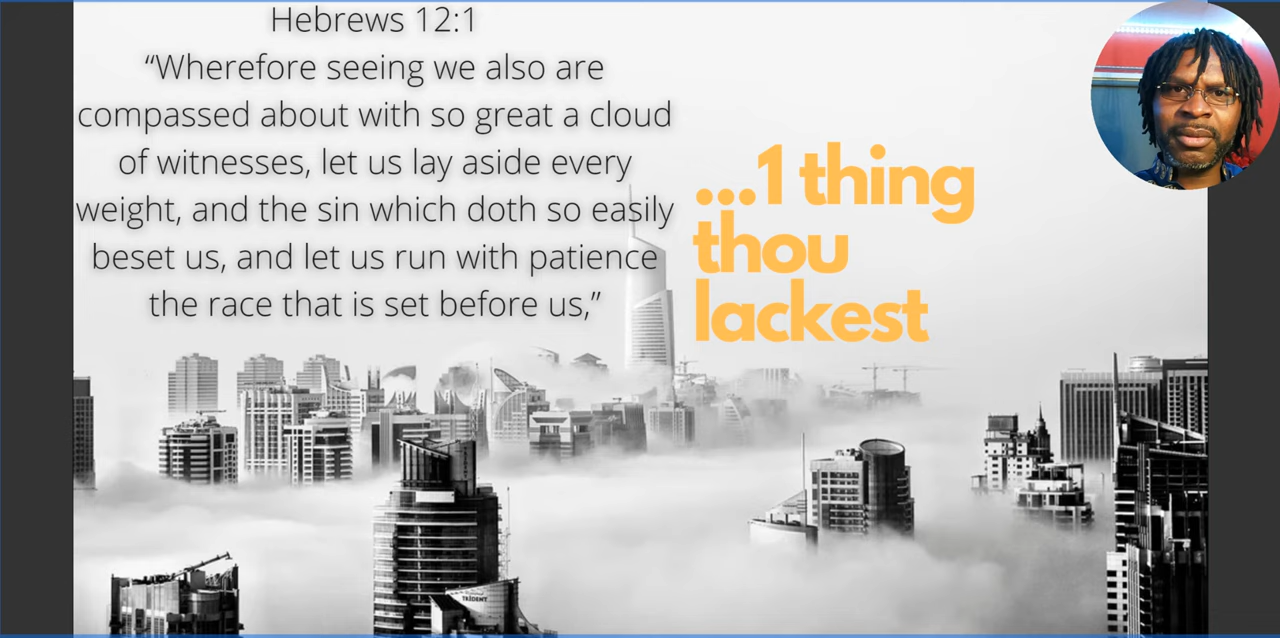 Hebrews 12:1
“Wherefore seeing we also are
compassed about with so great a cloud
of witnesses, let us lay aside every
weight, and the sin which doth so easily
beset us, and let us run with patience
the race that is set before us,”
...1 thing
thou
lackest
TRIDENT